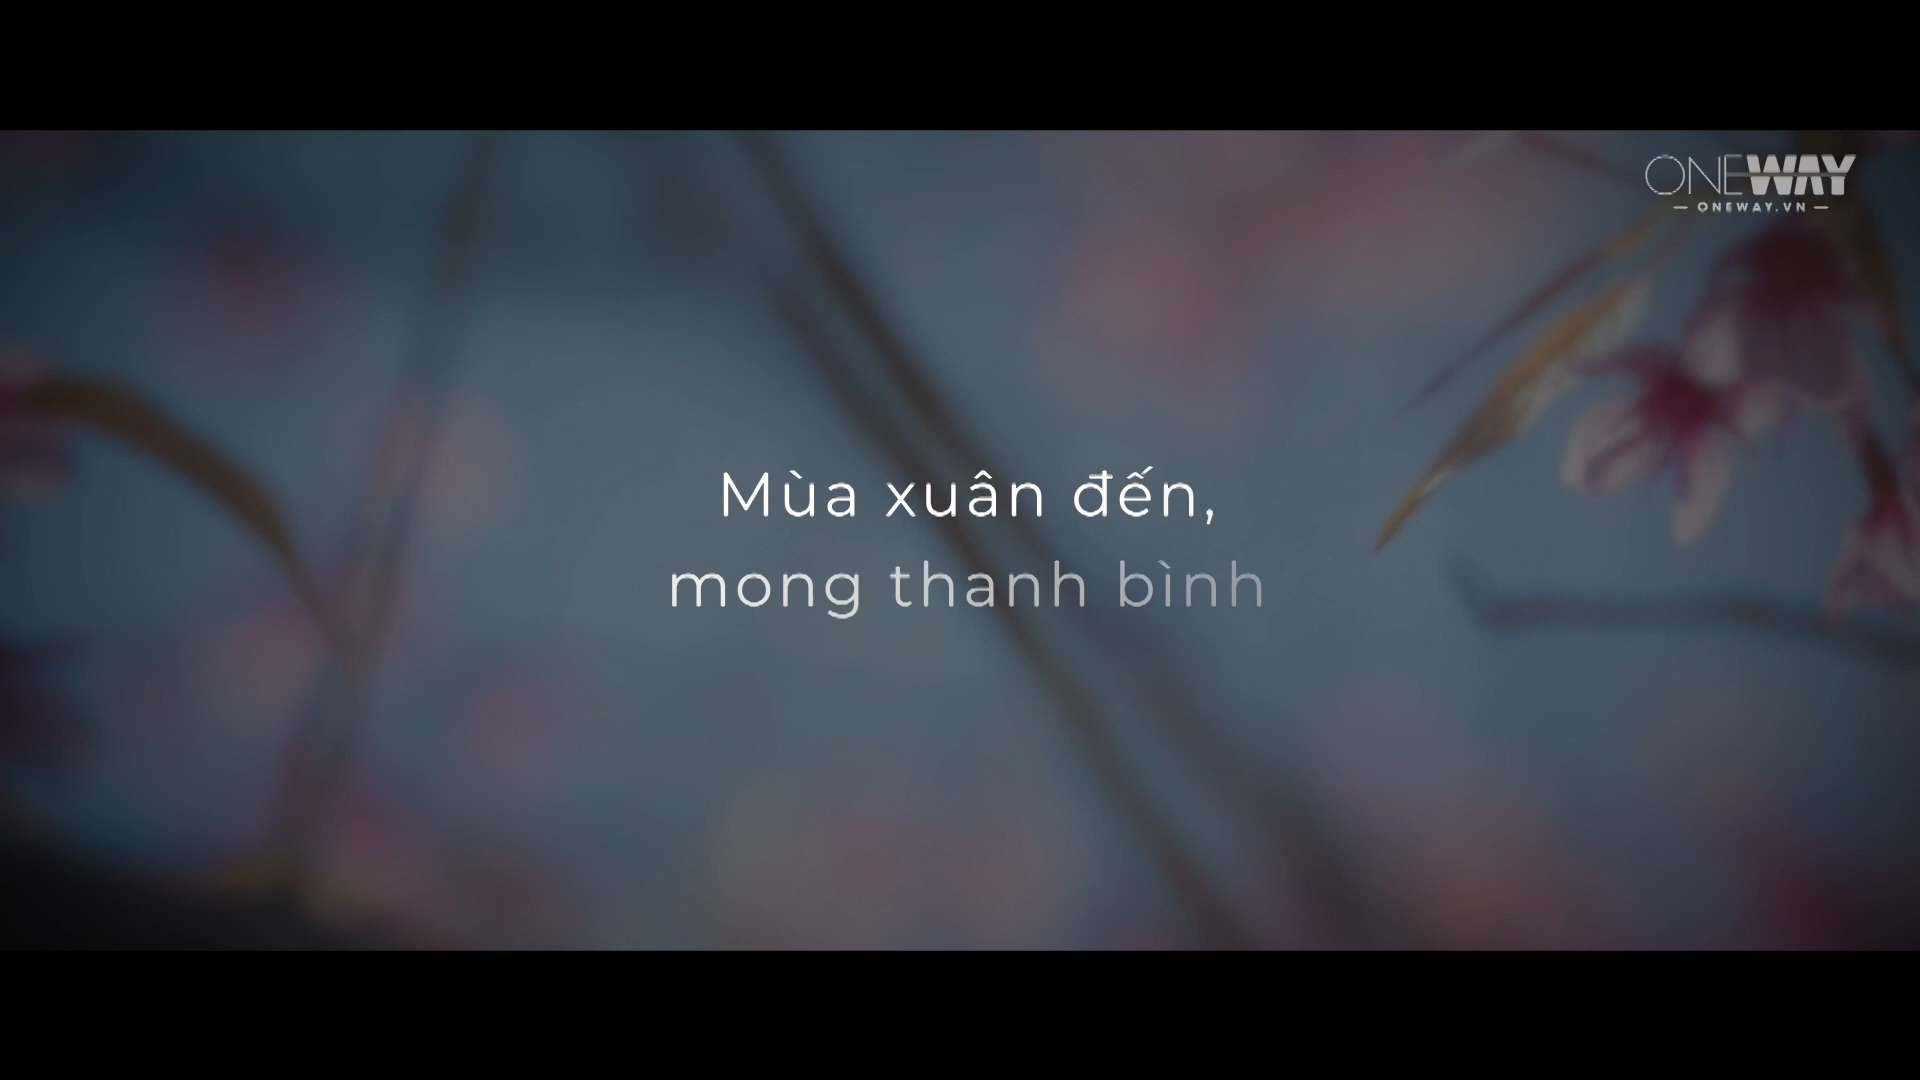 ONEWAY
— ONEWAY.VN —
Mùa xuân đến,
mong thanh bình